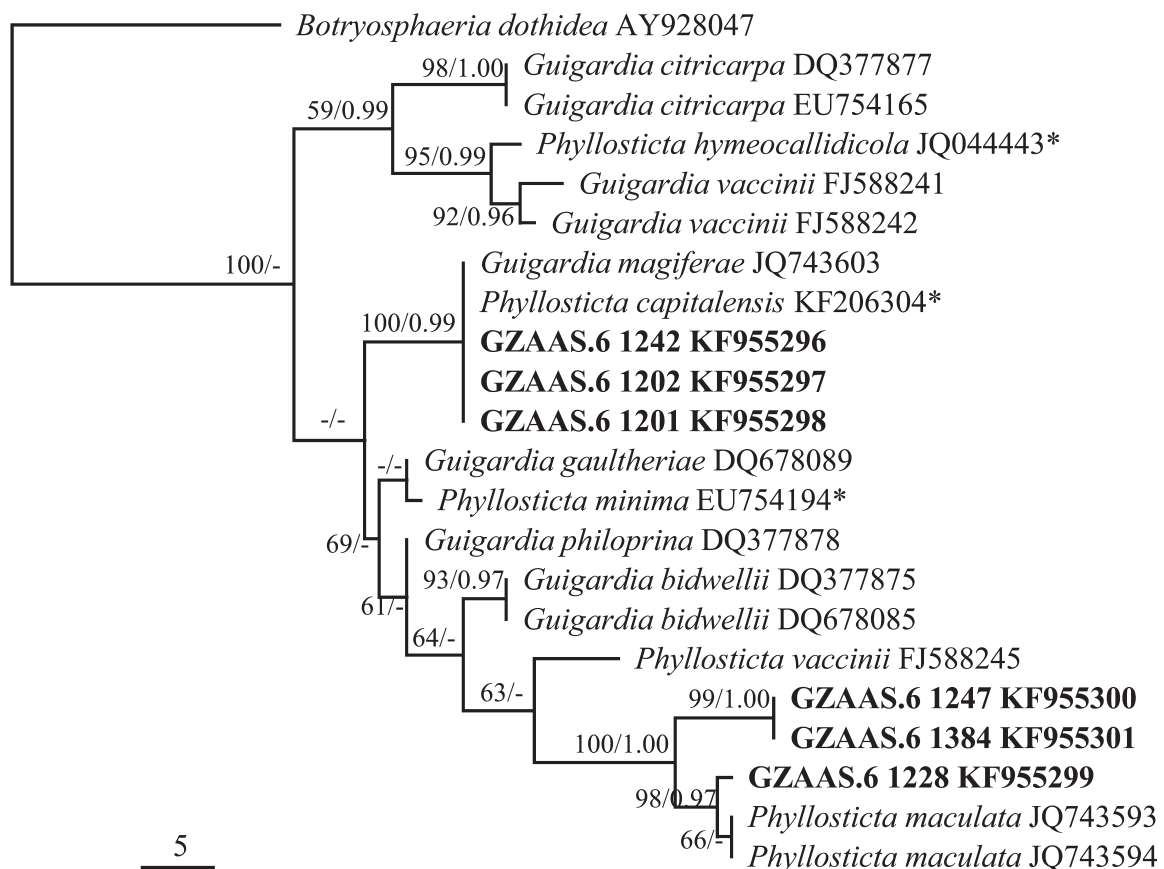 Botryosphaeria dothidea AY928047
98/1.00
Guigardia citricarpa DQ377877
59/0.99
Guigardia citricarpa EU754165
Phyllosticta hymeocallidicola JQ044443*
95/0.99
Guigardia vaccinii FJ588241
92/0.96
Guigardia vaccinii FJ588242
100/-
Guigardia magiferae JQ743603
Phyllosticta capitalensis KF206304*
100/0.99
GZAAS.6 1242 KF955296
GZAAS.6 1202 KF955297
-/-
GZAAS.6 1201 KF955298
-/-
Guigardia gaultheriae DQ678089
Phyllosticta minima EU754194*
69/-
Guigardia philoprina DQ377878
93/0.97
Guigardia bidwellii DQ377875
61/-
Guigardia bidwellii DQ678085
64/-
Phyllosticta vaccinii FJ588245
63/-
99/1.00
GZAAS.6 1247 KF955300
100/1.00
GZAAS.6 1384 KF955301
GZAAS.6 1228 KF955299
98/0.97
Phyllosticta maculata JQ743593
66/-
Phyllosticta maculata JQ743594
5